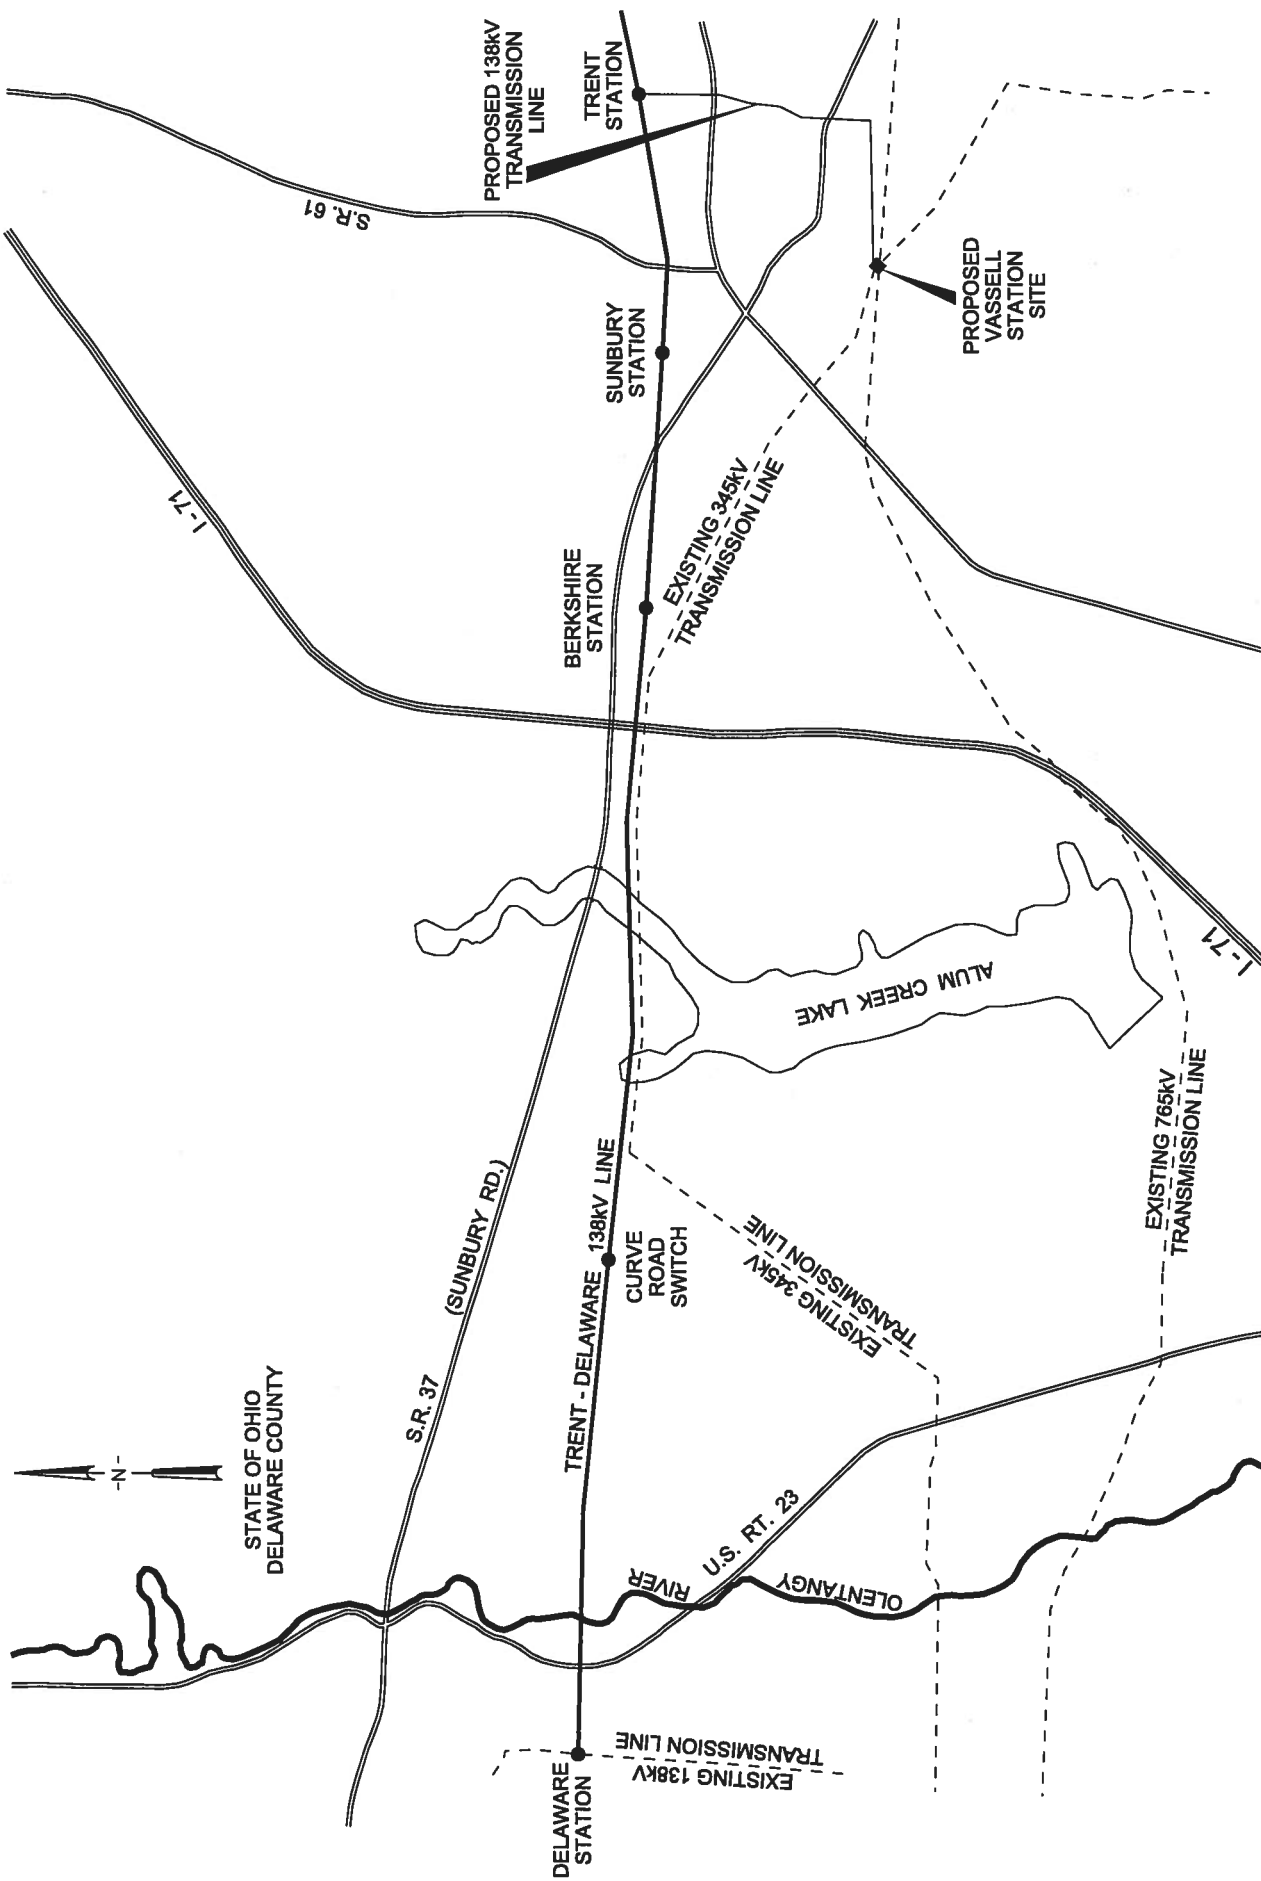 -N-
STATE OF OHIO
DELAWARE COUNTY
S.R. 37
(SUNBURY RD.)
I-71
S.R. 61
PROPOSED 138kV
TRANSMISSION
LINE
TRENT
STATION
SUNBURY
STATION
BERKSHIRE
STATION
EXISTING 345kV
TRANSMISSION LINE
PROPOSED
VASSELL
STATION
SITE
DELAWARE
STATION
EXISTING 138kV
TRANSMISSION LINE
TRENT - DELAWARE 138kV LINE
CURVE
ROAD
SWITCH
RIVER
OLENTANGY
U.S. RT. 23
EXISTING 345kV
TRANSMISSION LINE
ALUM CREEK LAKE
EXISTING 765kV
TRANSMISSION LINE
I-71